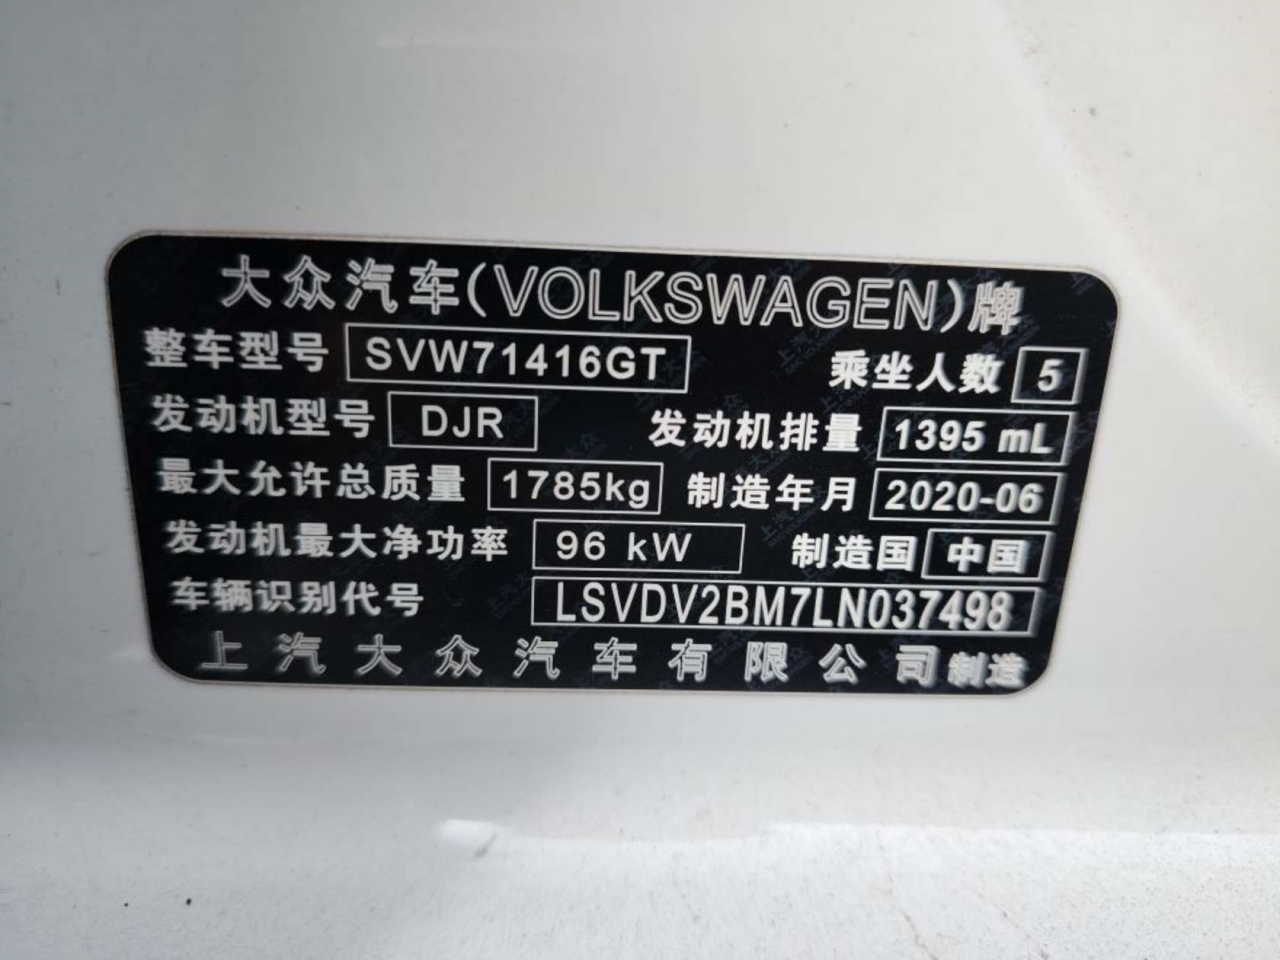 大众汽车(VOLKSWAGEN)牌
整车型号 SVW71416GT 乘坐人数 5
发动机型号 DJR 发动机排量 1395 mL
最大允许总质量 1785kg 制造年月 2020-06
发动机最大净功率 96 kW 制造国 中国
车辆识别代号 LSVDV2BM7LN037498
上汽大众汽车有限公司制造